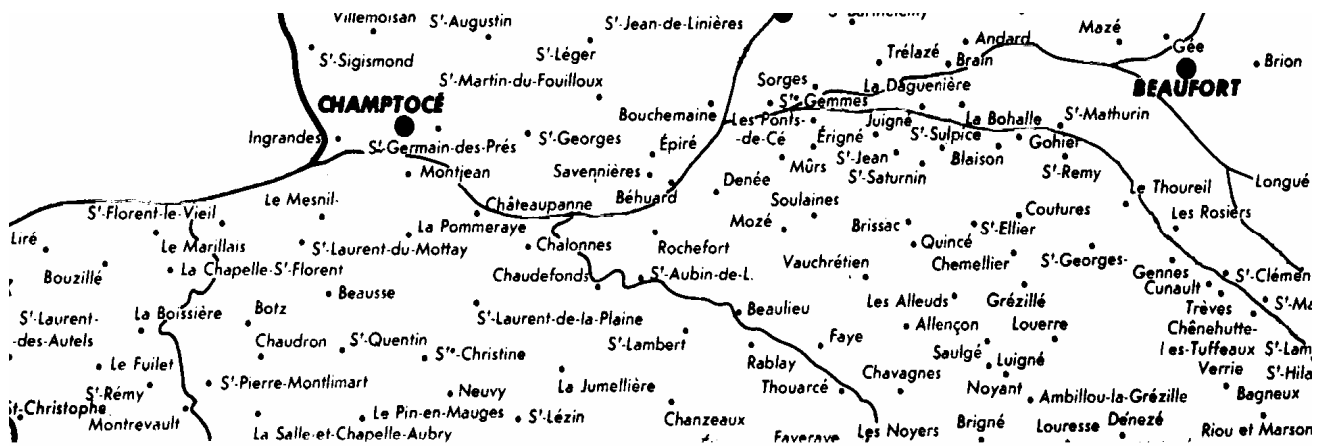 Villemoisan
S!-Augustin
S!-Jean-de-Linières
Andard
Mazé
Gée
Brion
S!-Sigismond
S!-Léger
Trélazé
Brain
S!-Martin-du-Fouilloux
Sorges
La Daguenière
BEAUFORT
CHAMPTOCÉ
Bouchemaine
S!e-Gemmes
Les Ponts-
-de-Cé
Juigné
La Bohalle
S!-Mathurin
Ingrandes
S!-Germain-des-Prés
S!-Georges
Épiré
Érigné
S!-Sulpice
Gohier
Mûrs
S!-Jean
Blaison
Montjean
Savennières
S!-Saturnin
S!-Remy
Denée
Longué
Le Mesnil-
Châteaupanne
Béhuard
Soulaines
Le Thoureil
S!-Florent-le-Vieil
La Pommeraye
Mozé
Brissac
Coutures
Les Rosiers
Liré
Le Marillais
S!-Laurent-du-Mottay
Chalonnes
Rochefort
Quincé
S!-Ellier
Bouzillé
La Chapelle-S!-Florent
Chaudefonds
S!-Aubin-de-L.
Vauchrétien
Chemellier
S!-Georges-
Gennes
S!-Clémen
Cunault
Beausse
Les Alleuds
Grézillé
Trèves
S!-Ma
S!-Laurent-
-des-Autels
La Boissière
Botz
S!-Laurent-de-la-Plaine
Beaulieu
Allençon
Louerre
Chênehutte-
les-Tuffeaux
Chaudron
S!-Quentin
S!e-Christine
S!-Lambert
Faye
Saulgé
Luigné
S!-Lam
Le Fuilet
Rablay
Verrie
S!-Hila
S!-Rémy
S!-Pierre-Montlimart
Neuvy
La Jumellière
Thouarcé
Chavagnes
Noyant
Ambillou-la-Grézille
Bagneux
S!-Christophe
Montrevault
Le Pin-en-Mauges
S!-Lézin
Chanzeaux
Brigné
Louresse
Dénezé
Riou et Marson
La Salle-et-Chapelle-Aubry
Faveraye
Les Noyers